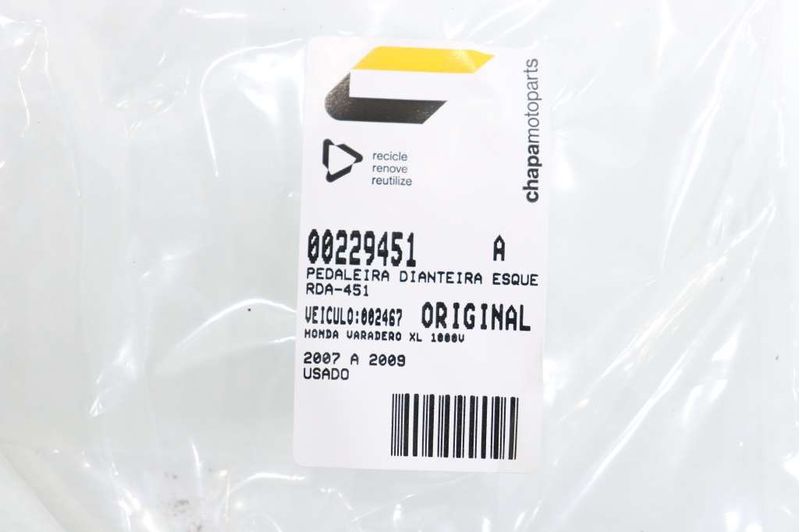 chapamotoparts
recicle
renove
reutilize
00229451 A
PEDALEIRA DIANTEIRA ESQUE
RDA-451
VEICULO:002467 ORIGINAL
HONDA VARADERO XL 1000V
2007 A 2009
USADO